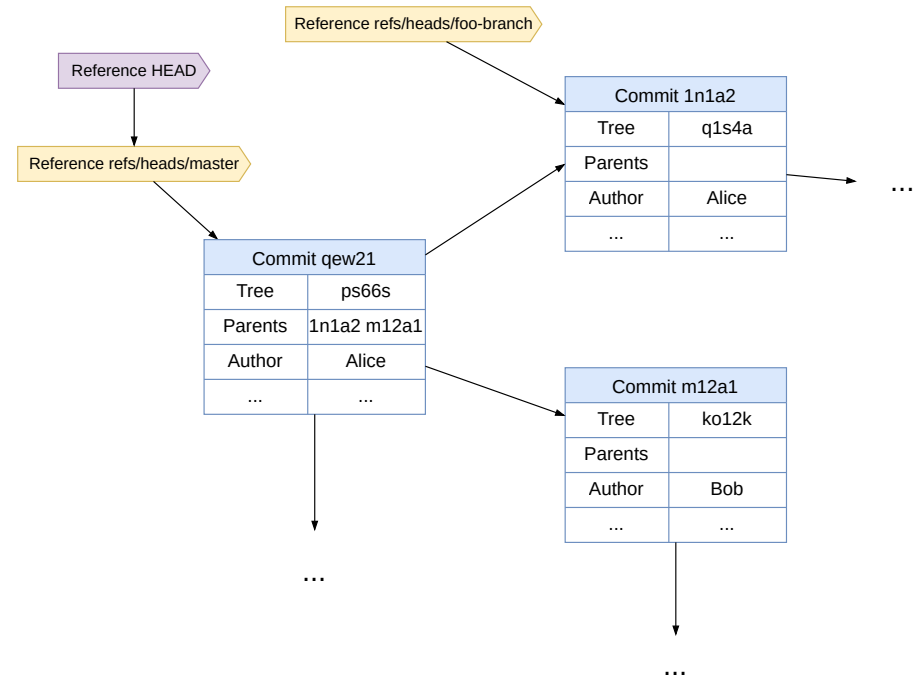 Reference refs/heads/foo-branch
Reference HEAD
Reference refs/heads/master
Commit 1n1a2
Tree q1s4a
Parents
Author Alice
... ...
...
Commit qew21
Tree ps66s
Parents 1n1a2 m12a1
Author Alice
... ...
...
Commit m12a1
Tree ko12k
Parents
Author Bob
... ...
...